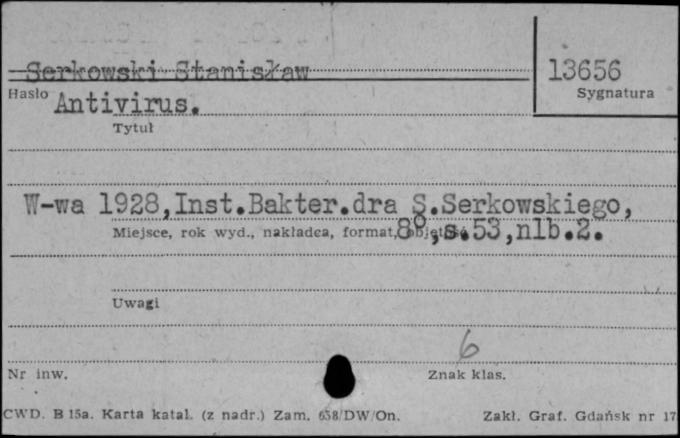 Serkowski Stanisław
13656
Hasło
Sygnatura
Antivirus.
Tytuł
W-wa 1928,Inst.Bakter.dra S.Serkowskiego,
Miejsce, rok wyd., nakładca, format, objętość
8º,s.53,nlb.2.
Uwagi
6
Nr inw.
Znak klas.
CWD. B 15a. Karta katal. (z nadr.) Zam. 658/DW/On.
Zakł. Graf. Gdańsk nr 17